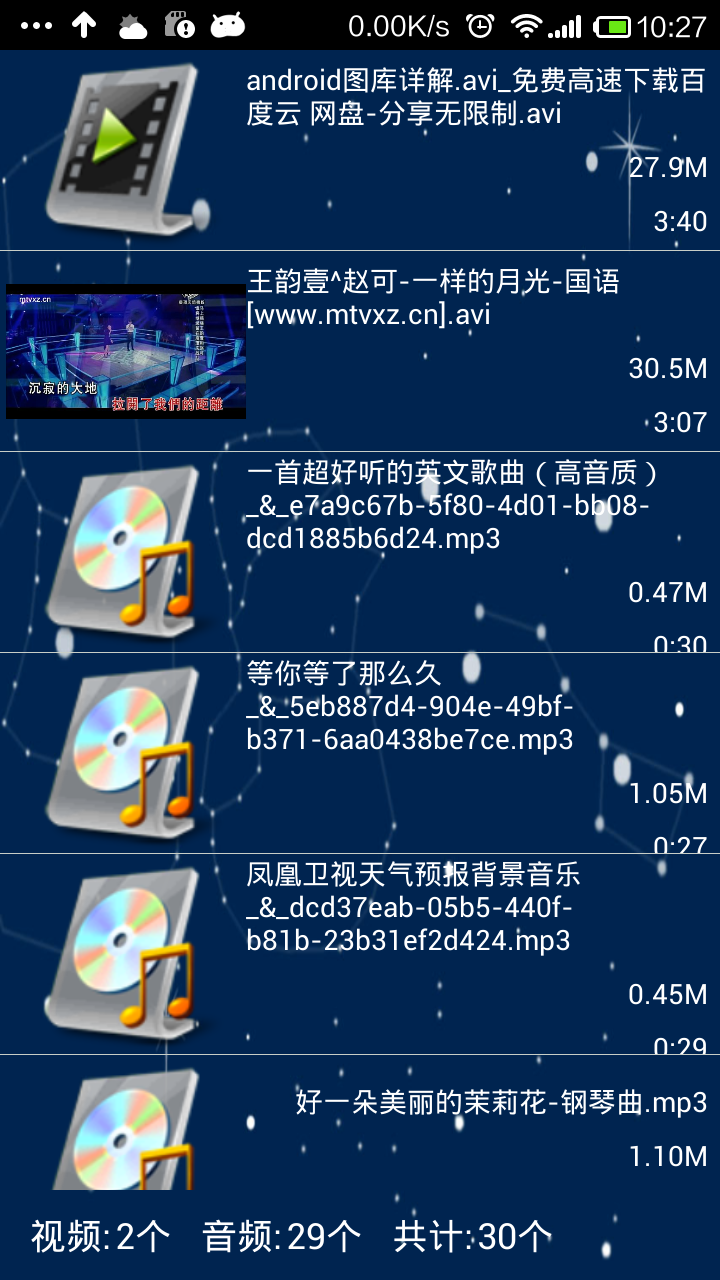 0.00K/s 10:27
android图库详解.avi_免费高速下载百
度云 网盘-分享无限制.avi
27.9M
3:40
mtvxz.cn
沉寂的大地
拉開了我們的距離
王韵壹^赵可-一样的月光-国语
[www.mtvxz.cn].avi
30.5M
3:07
一首超好听的英文歌曲（高音质）
_&_e7a9c67b-5f80-4d01-bb08-
dcd1885b6d24.mp3
0.47M
0:30
等你等了那么久
_&_5eb887d4-904e-49bf-
b371-6aa0438be7ce.mp3
1.05M
0:27
凤凰卫视天气预报背景音乐
_&_dcd37eab-05b5-440f-
b81b-23b31ef2d424.mp3
0.45M
0:29
好一朵美丽的茉莉花-钢琴曲.mp3
1.10M
视频:2个 音频:29个 共计:30个